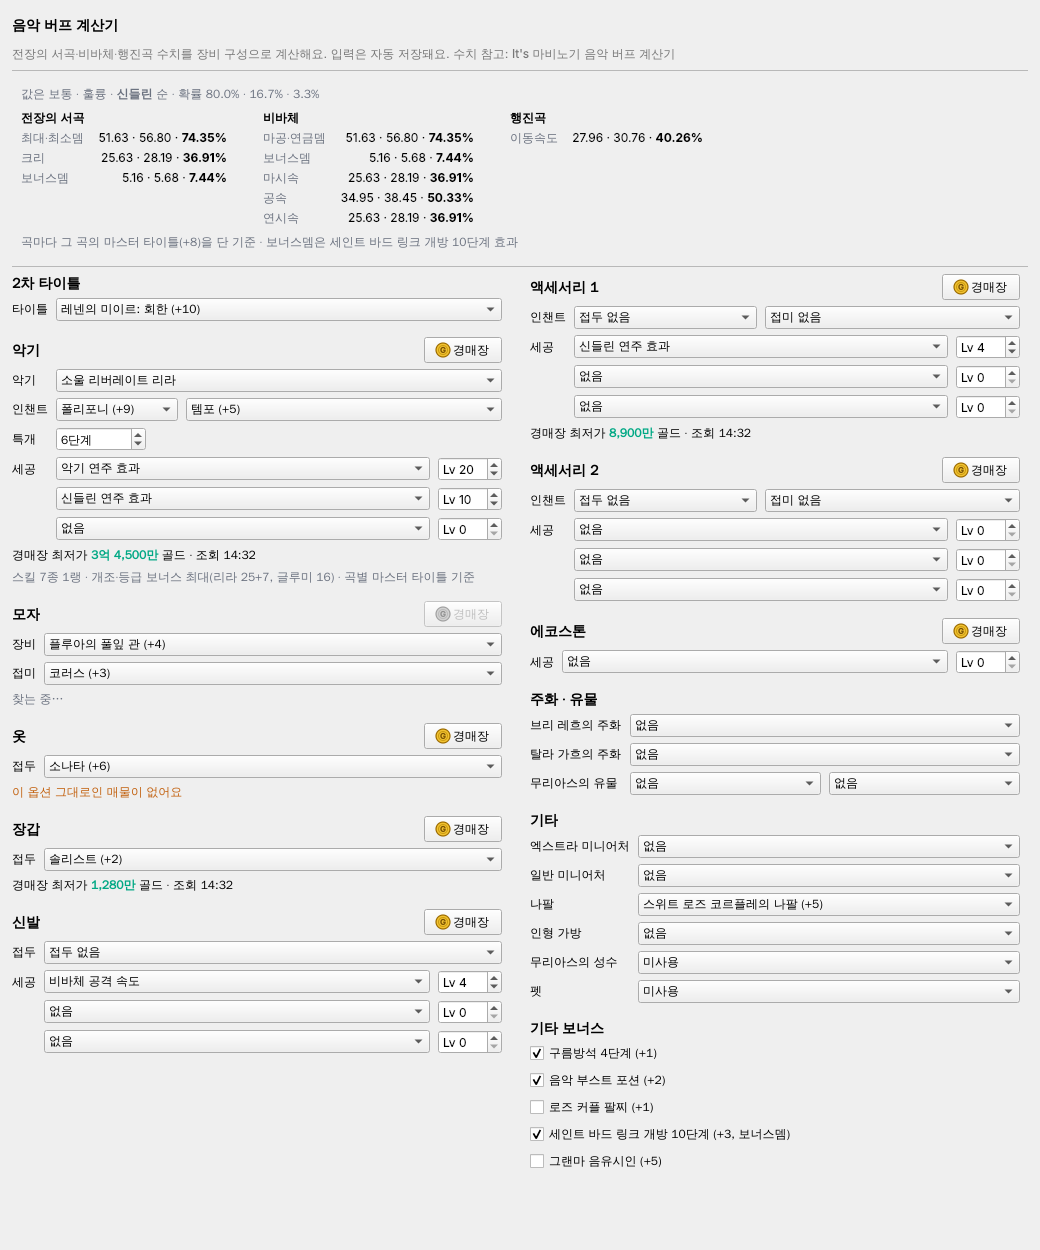 음악 버프 계산기
전장의 서곡·비바체·행진곡 수치를 장비 구성으로 계산해요. 입력은 자동 저장돼요. 수치 참고: It's 마비노기 음악 버프 계산기
값은 보통 · 훌륭 · 신들린 순 · 확률 80.0% · 16.7% · 3.3%
전장의 서곡
최대·최소뎀 51.63 · 56.80 · 74.35%
크리 25.63 · 28.19 · 36.91%
보너스뎀 5.16 · 5.68 · 7.44%
비바체
마공·연금뎀 51.63 · 56.80 · 74.35%
보너스뎀 5.16 · 5.68 · 7.44%
마시속 25.63 · 28.19 · 36.91%
공속 34.95 · 38.45 · 50.33%
연시속 25.63 · 28.19 · 36.91%
행진곡
이동속도 27.96 · 30.76 · 40.26%
곡마다 그 곡의 마스터 타이틀(+8)을 단 기준 · 보너스뎀은 세인트 바드 링크 개방 10단계 효과
2차 타이틀
타이틀 레넨의 미이르: 회한 (+10)
악기 G 경매장
악기 소울 리버레이트 리라
인챈트 폴리포니 (+9) 템포 (+5)
특개 6단계
세공 악기 연주 효과 Lv 20
신들린 연주 효과 Lv 10
없음 Lv 0
경매장 최저가 3억 4,500만 골드 · 조회 14:32
스킬 7종 1랭 · 개조·등급 보너스 최대(리라 25+7, 글루미 16) · 곡별 마스터 타이틀 기준
모자 G 경매장
장비 플루아의 풀잎 관 (+4)
접미 코러스 (+3)
찾는 중…
옷 G 경매장
접두 소나타 (+6)
이 옵션 그대로인 매물이 없어요
장갑 G 경매장
접두 솔리스트 (+2)
경매장 최저가 1,280만 골드 · 조회 14:32
신발 G 경매장
접두 접두 없음
세공 비바체 공격 속도 Lv 4
없음 Lv 0
없음 Lv 0
액세서리 1 G 경매장
인챈트 접두 없음 접미 없음
세공 신들린 연주 효과 Lv 4
없음 Lv 0
없음 Lv 0
경매장 최저가 8,900만 골드 · 조회 14:32
액세서리 2 G 경매장
인챈트 접두 없음 접미 없음
세공 없음 Lv 0
없음 Lv 0
없음 Lv 0
에코스톤 G 경매장
세공 없음 Lv 0
주화 · 유물
브리 레흐의 주화 없음
탈라 가흐의 주화 없음
무리아스의 유물 없음 없음
기타
엑스트라 미니어처 없음
일반 미니어처 없음
나팔 스위트 로즈 코르플레의 나팔 (+5)
인형 가방 없음
무리아스의 성수 미사용
펫 미사용
기타 보너스
구름방석 4단계 (+1)
음악 부스트 포션 (+2)
로즈 커플 팔찌 (+1)
세인트 바드 링크 개방 10단계 (+3, 보너스뎀)
그랜마 음유시인 (+5)